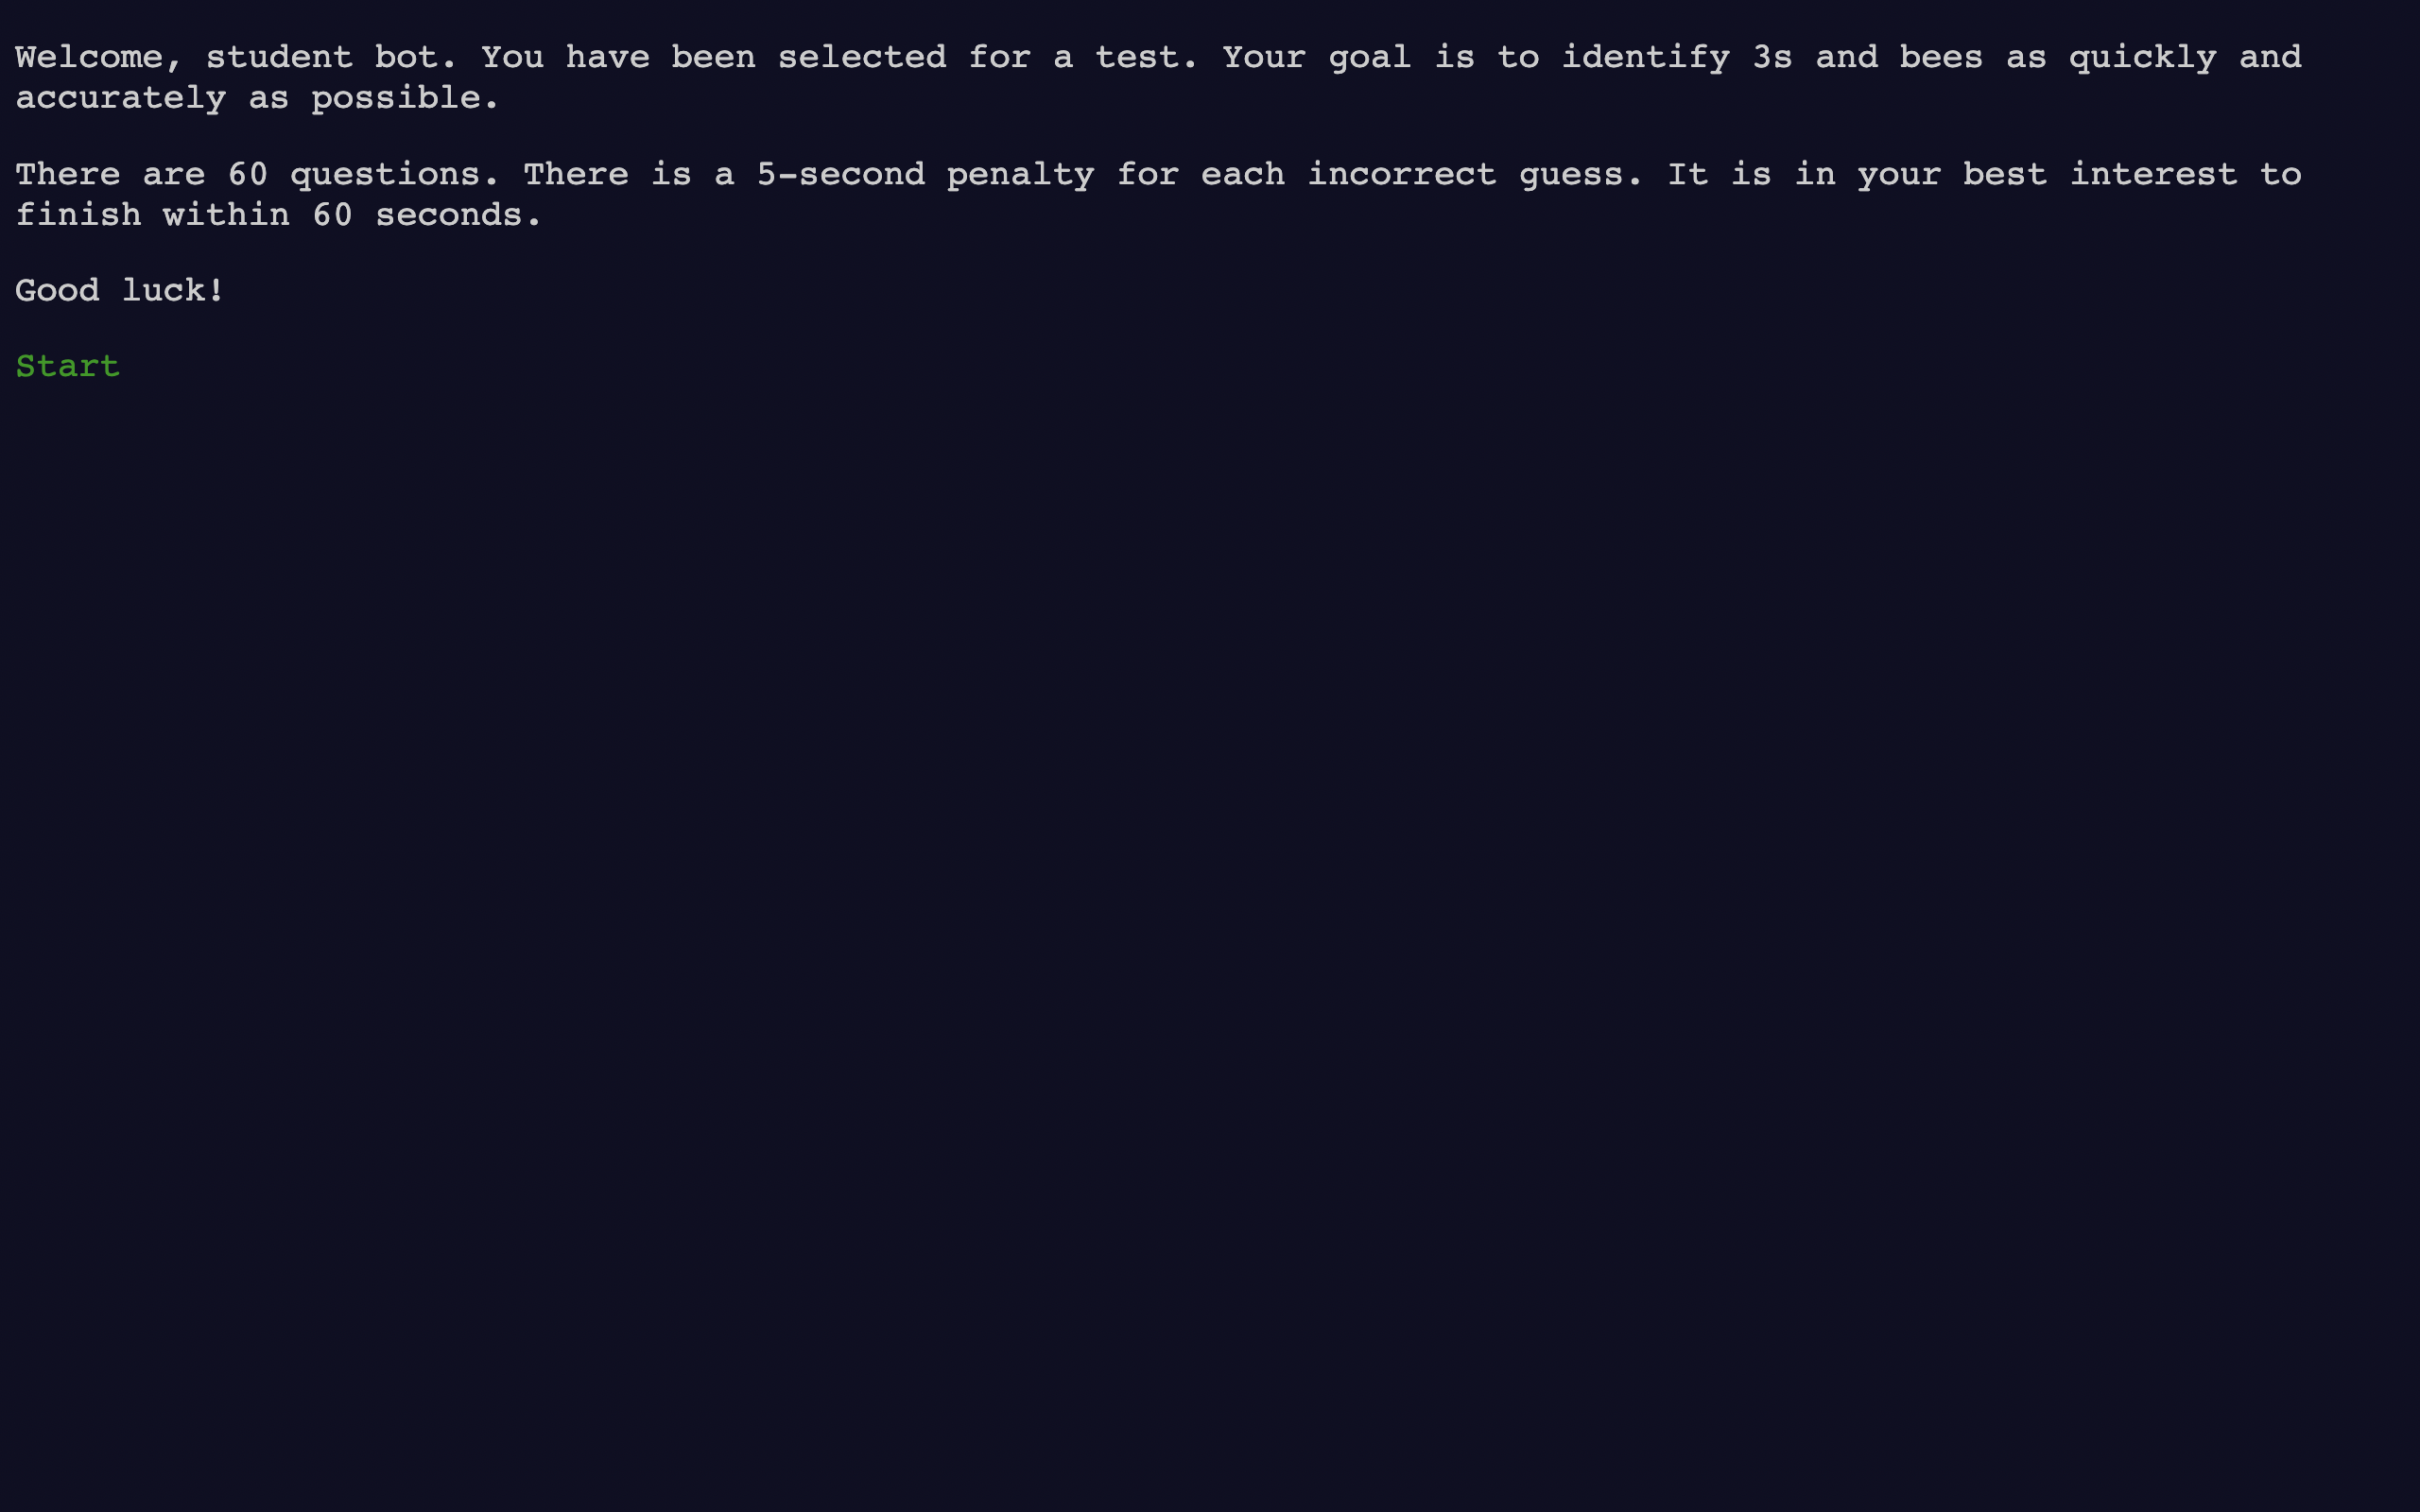 Welcome, student bot. You have been selected for a test. Your goal is to identify 3s and bees as quickly and
accurately as possible.
There are 60 questions. There is a 5-second penalty for each incorrect guess. It is in your best interest to
finish within 60 seconds.
Good luck!
Start